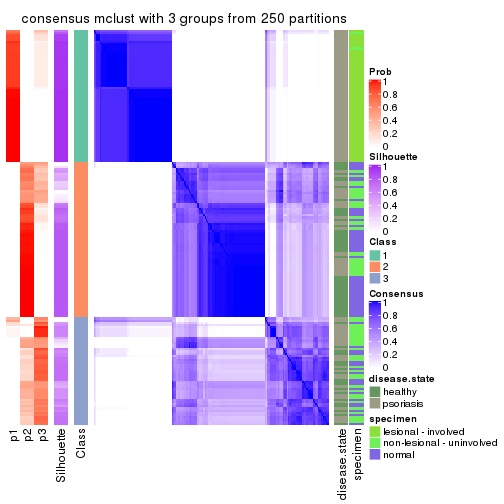 consensus mclust with 3 groups from 250 partitions
Prob
1
0.8
0.6
0.4
0.2
0
Silhouette
1
0.8
0.6
0.4
0.2
0
Class
1
2
3
Consensus
1
0.8
0.6
0.4
0.2
0
disease.state
healthy
psoriasis
specimen
lesional - involved
non-lesional - uninvolved
normal
p1
p2
p3
Silhouette
Class
disease.state
specimen